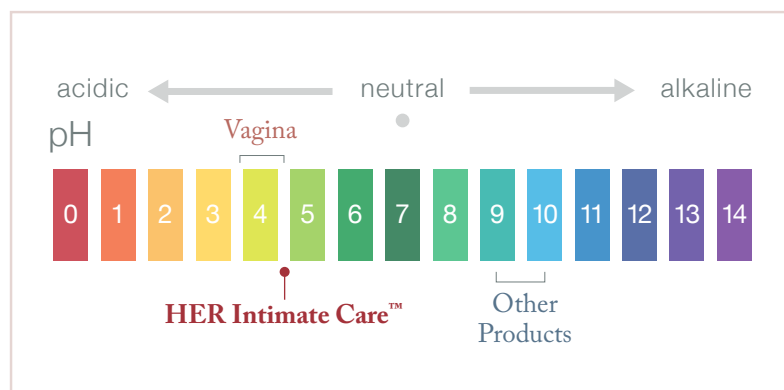 acidic neutral alkaline
pH
Vagina
0 1 2 3 4 5 6 7 8 9 10 11 12 13 14
HER Intimate Care™
Other
Products